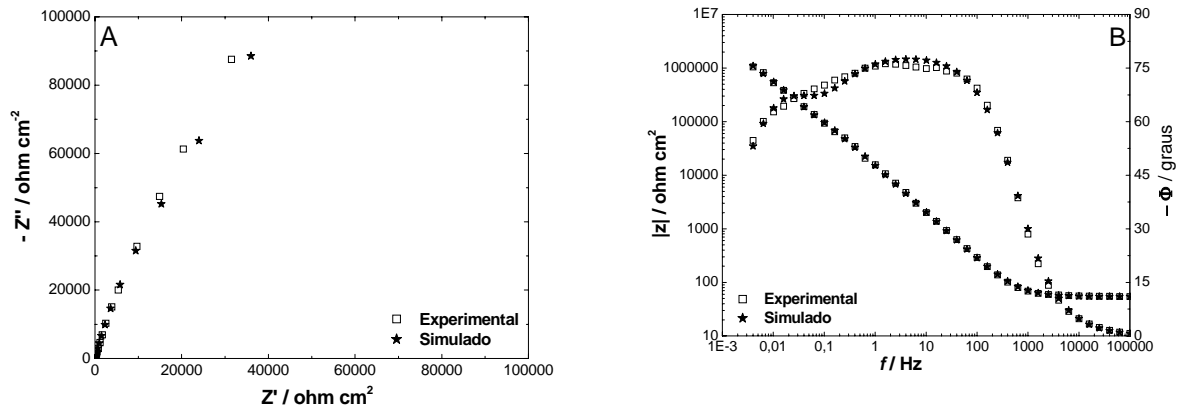 A
100000
80000
60000
40000
20000
0
- Z'' / ohm cm⁻²
0 20000 40000 60000 80000 100000
Z' / ohm cm²
Experimental
Simulado
B
1E7
1000000
100000
10000
1000
100
10
|z| / ohm cm²
90
75
60
45
30
15
0
— Φ / graus
1E-3 0,01 0,1 1 10 100 1000 10000 100000
f / Hz
Experimental
Simulado